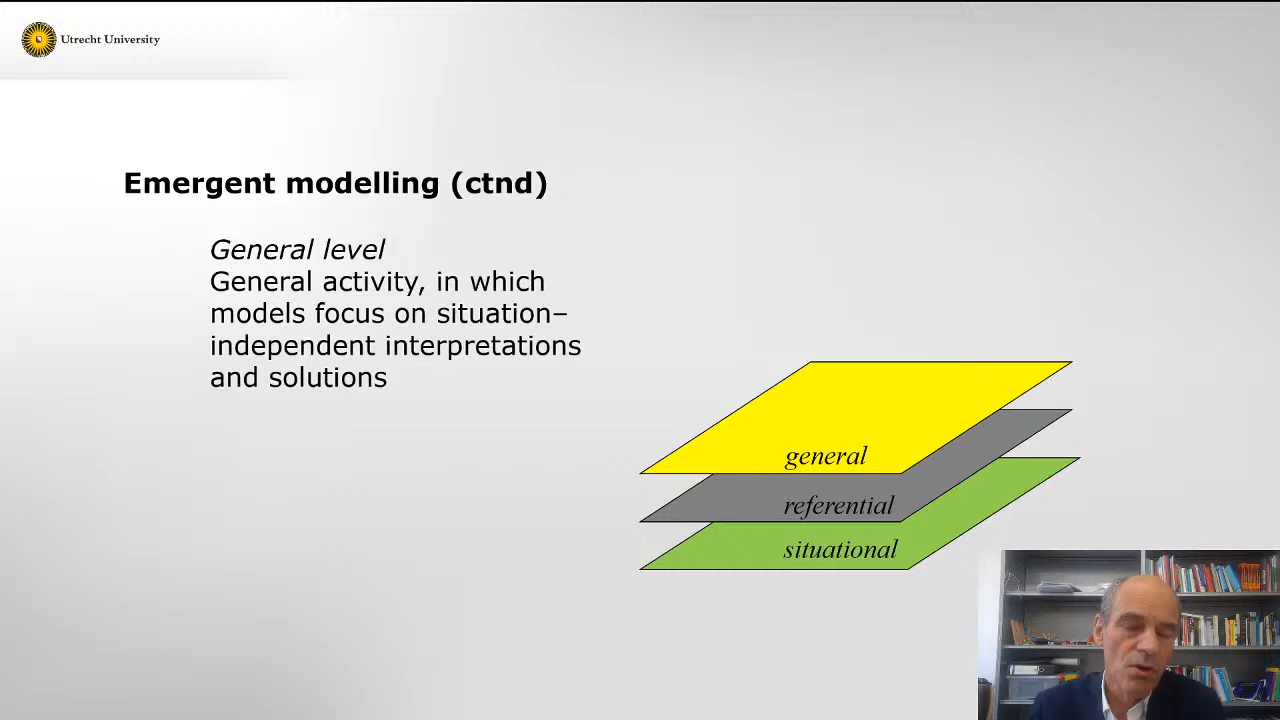 Utrecht University
Emergent modelling (ctnd)
General level
General activity, in which
models focus on situation–
independent interpretations
and solutions
general
referential
situational